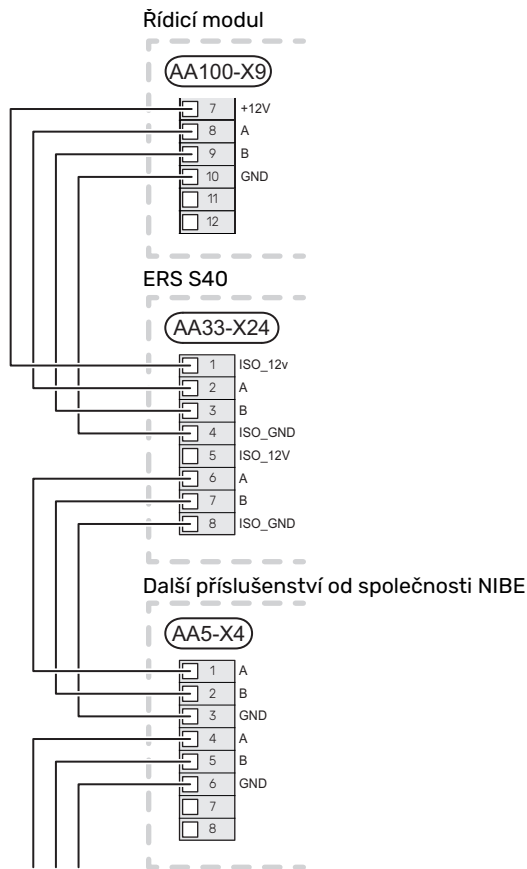 Řídicí modul
AA100-X9
7 +12V
8 A
9 B
10 GND
11
12
ERS S40
AA33-X24
1 ISO_12v
2 A
3 B
4 ISO_GND
5 ISO_12V
6 A
7 B
8 ISO_GND
Další příslušenství od společnosti NIBE
AA5-X4
1 A
2 B
3 GND
4 A
5 B
6 GND
7
8